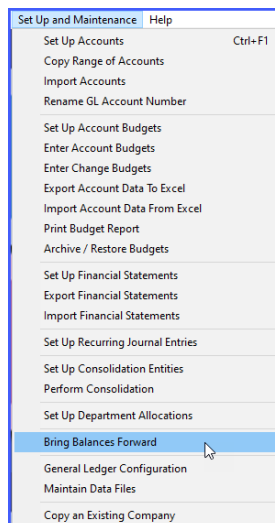 Set Up and Maintenance Help
Set Up Accounts Ctrl+F1
Copy Range of Accounts
Import Accounts
Rename GL Account Number
Set Up Account Budgets
Enter Account Budgets
Enter Change Budgets
Export Account Data To Excel
Import Account Data From Excel
Print Budget Report
Archive / Restore Budgets
Set Up Financial Statements
Export Financial Statements
Import Financial Statements
Set Up Recurring Journal Entries
Set Up Consolidation Entities
Perform Consolidation
Set Up Department Allocations
Bring Balances Forward
General Ledger Configuration
Maintain Data Files
Copy an Existing Company